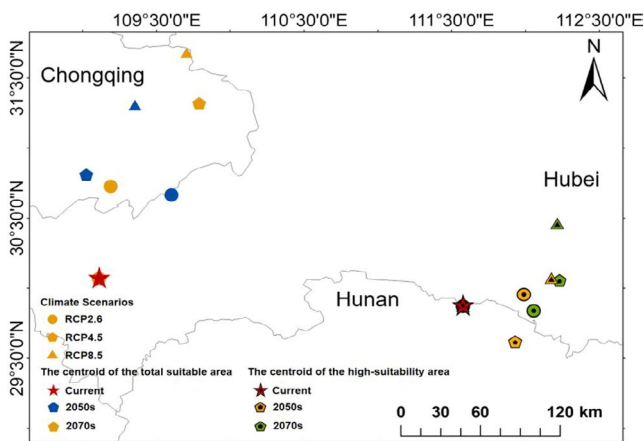 109°30'0"E 110°30'0"E 111°30'0"E 112°30'0"E
N
31°30'0"N
Chongqing
30°30'0"N
Hubei
Hunan
29°30'0"N
Climate Scenarios
RCP2.6
RCP4.5
RCP8.5
The centroid of the total suitable area
Current
2050s
2070s
The centroid of the high-suitability area
Current
2050s
2070s
0 30 60 80 120 km